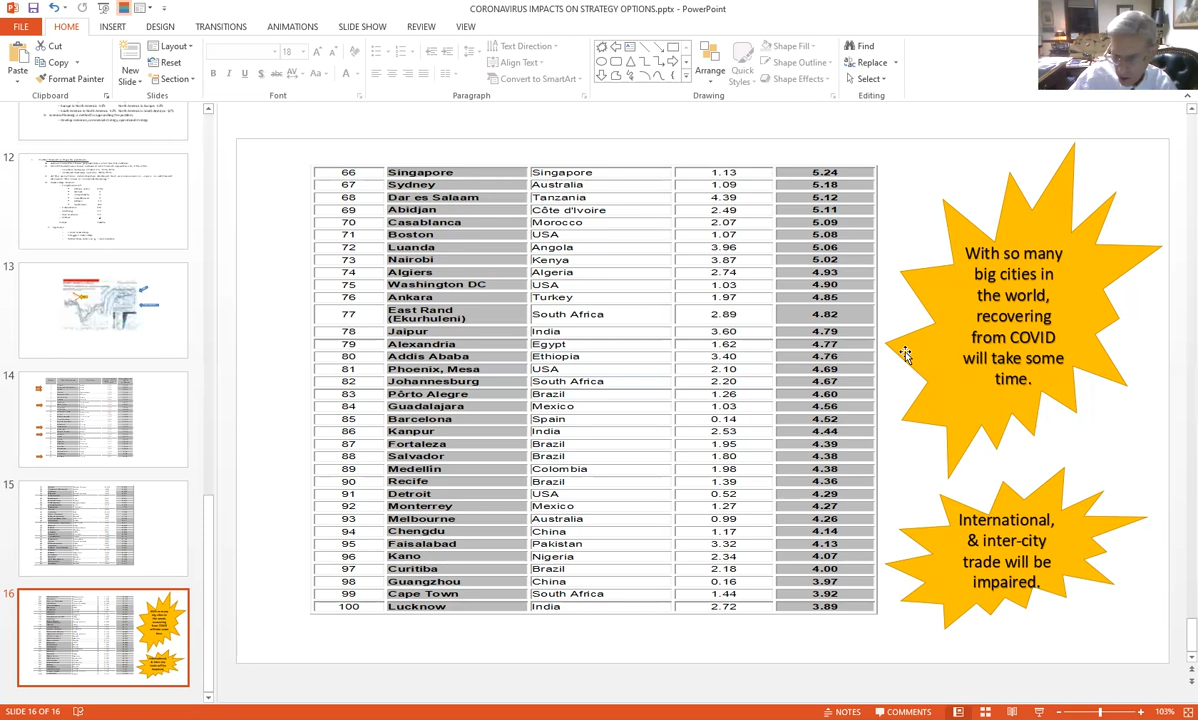 CORONAVIRUS IMPACTS ON STRATEGY OPTIONS.pptx - PowerPoint
FILE HOME INSERT DESIGN TRANSITIONS ANIMATIONS SLIDE SHOW REVIEW VIEW
Cut
Copy
Format Painter
Paste
Clipboard
New
Slide
Layout
Reset
Section
Slides
18
B I U S abc AV Aa A
Font
Text Direction
Align Text
Convert to SmartArt
Paragraph
Arrange
Quick
Styles
Shape Fill
Shape Outline
Shape Effects
Drawing
Find
Replace
Select
Editing
12
13
14
15
16
66 Singapore Singapore 1.13 5.24
67 Sydney Australia 1.09 5.18
68 Dar es Salaam Tanzania 4.39 5.12
69 Abidjan Côte d'Ivoire 2.49 5.11
70 Casablanca Morocco 2.07 5.09
71 Boston USA 1.07 5.08
72 Luanda Angola 3.96 5.06
73 Nairobi Kenya 3.87 5.02
74 Algiers Algeria 2.74 4.93
75 Washington DC USA 1.03 4.90
76 Ankara Turkey 1.97 4.85
77 East Rand
(Ekurhuleni) South Africa 2.89 4.82
78 Jaipur India 3.60 4.79
79 Alexandria Egypt 1.62 4.77
80 Addis Ababa Ethiopia 3.40 4.76
81 Phoenix, Mesa USA 2.10 4.69
82 Johannesburg South Africa 2.20 4.67
83 Pôrto Alegre Brazil 1.26 4.60
84 Guadalajara Mexico 1.03 4.56
85 Barcelona Spain 0.14 4.52
86 Kanpur India 2.53 4.44
87 Fortaleza Brazil 1.95 4.39
88 Salvador Brazil 1.80 4.38
89 Medellín Colombia 1.98 4.38
90 Recife Brazil 1.39 4.36
91 Detroit USA 0.52 4.29
92 Monterrey Mexico 1.27 4.27
93 Melbourne Australia 0.99 4.26
94 Chengdu China 1.17 4.14
95 Faisalabad Pakistan 3.32 4.13
96 Kano Nigeria 2.34 4.07
97 Curitiba Brazil 2.18 4.00
98 Guangzhou China 0.16 3.97
99 Cape Town South Africa 1.44 3.92
100 Lucknow India 2.72 3.89
With so many
big cities in
the world,
recovering
from COVID
will take some
time.
International,
& inter-city
trade will be
impaired.
SLIDE 16 OF 16
NOTES COMMENTS 103%